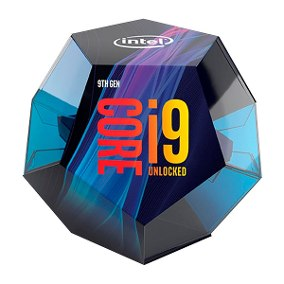 intel
9TH GEN
CORE
i9
UNLOCKED